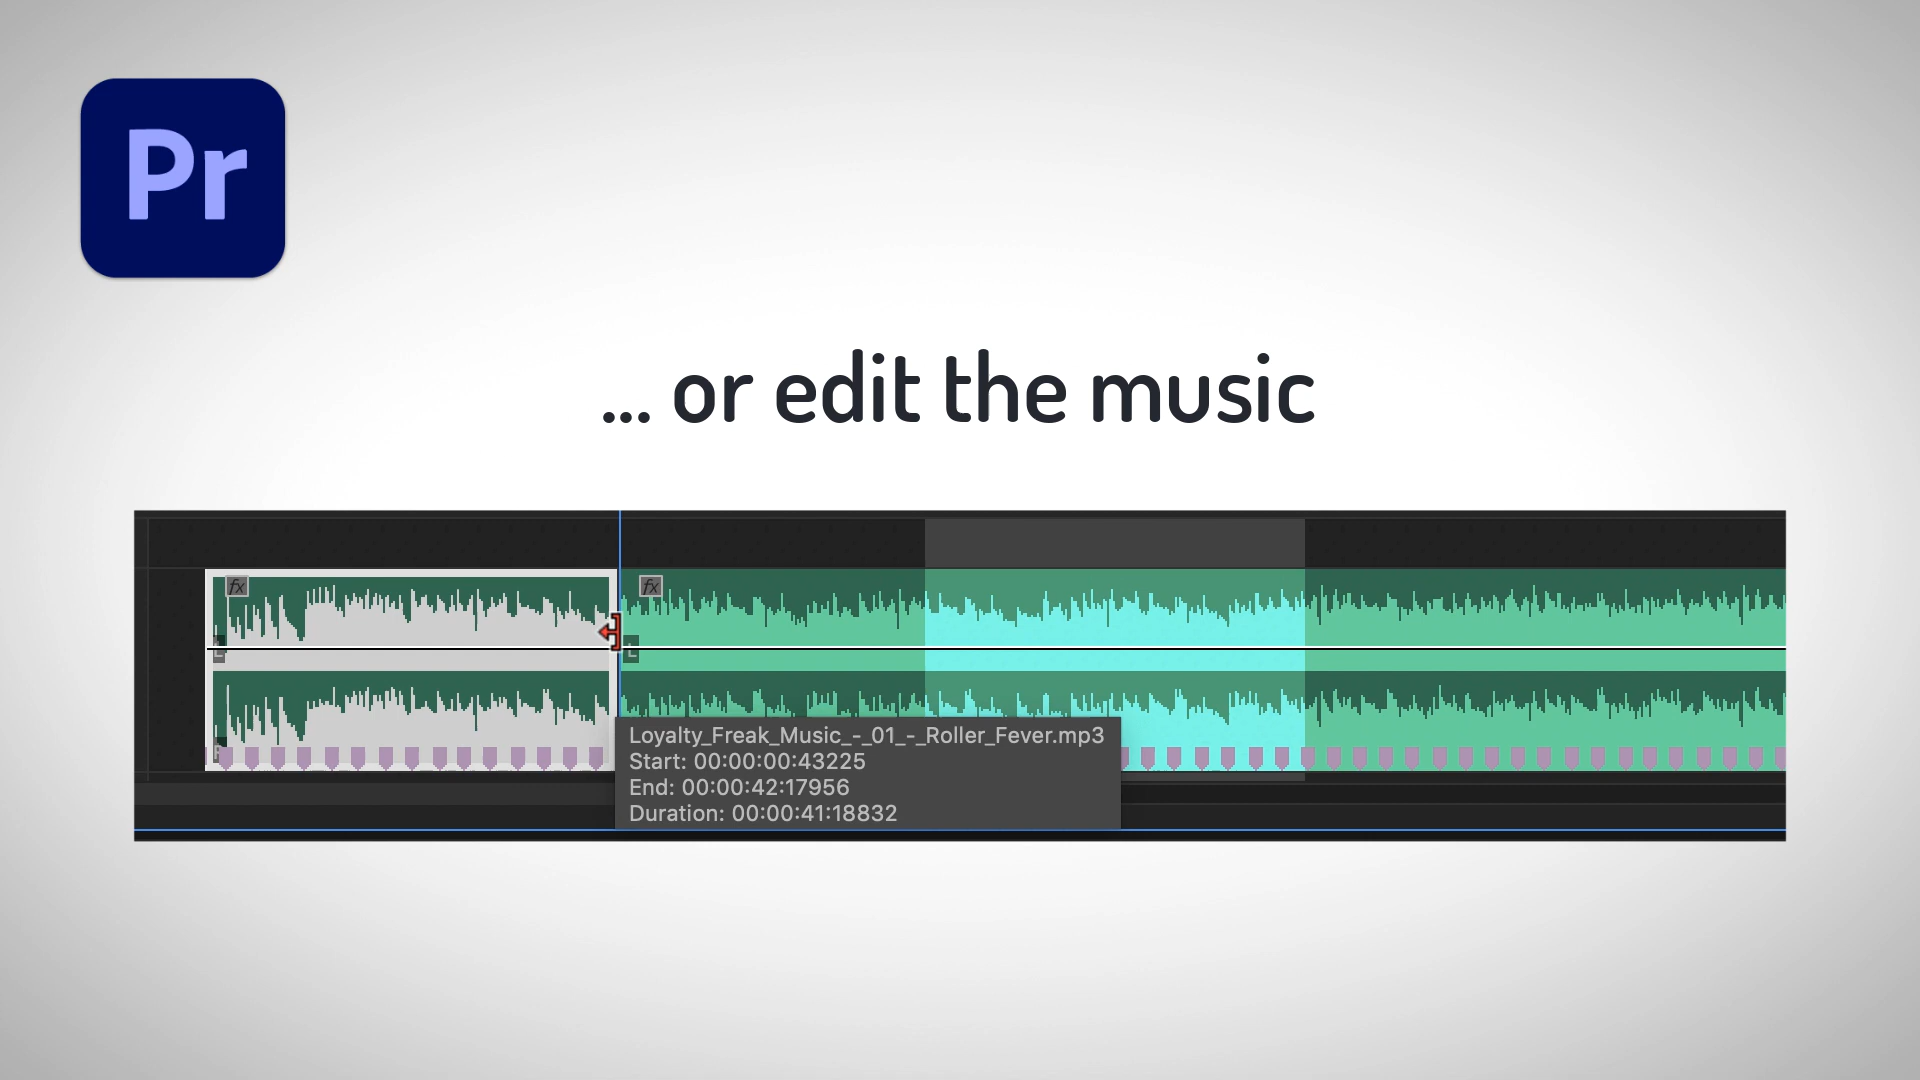 Pr
... or edit the music
fx
fx
L
L
R
Loyalty_Freak_Music_-_01_-_Roller_Fever.mp3
Start: 00:00:00:43225
End: 00:00:42:17956
Duration: 00:00:41:18832